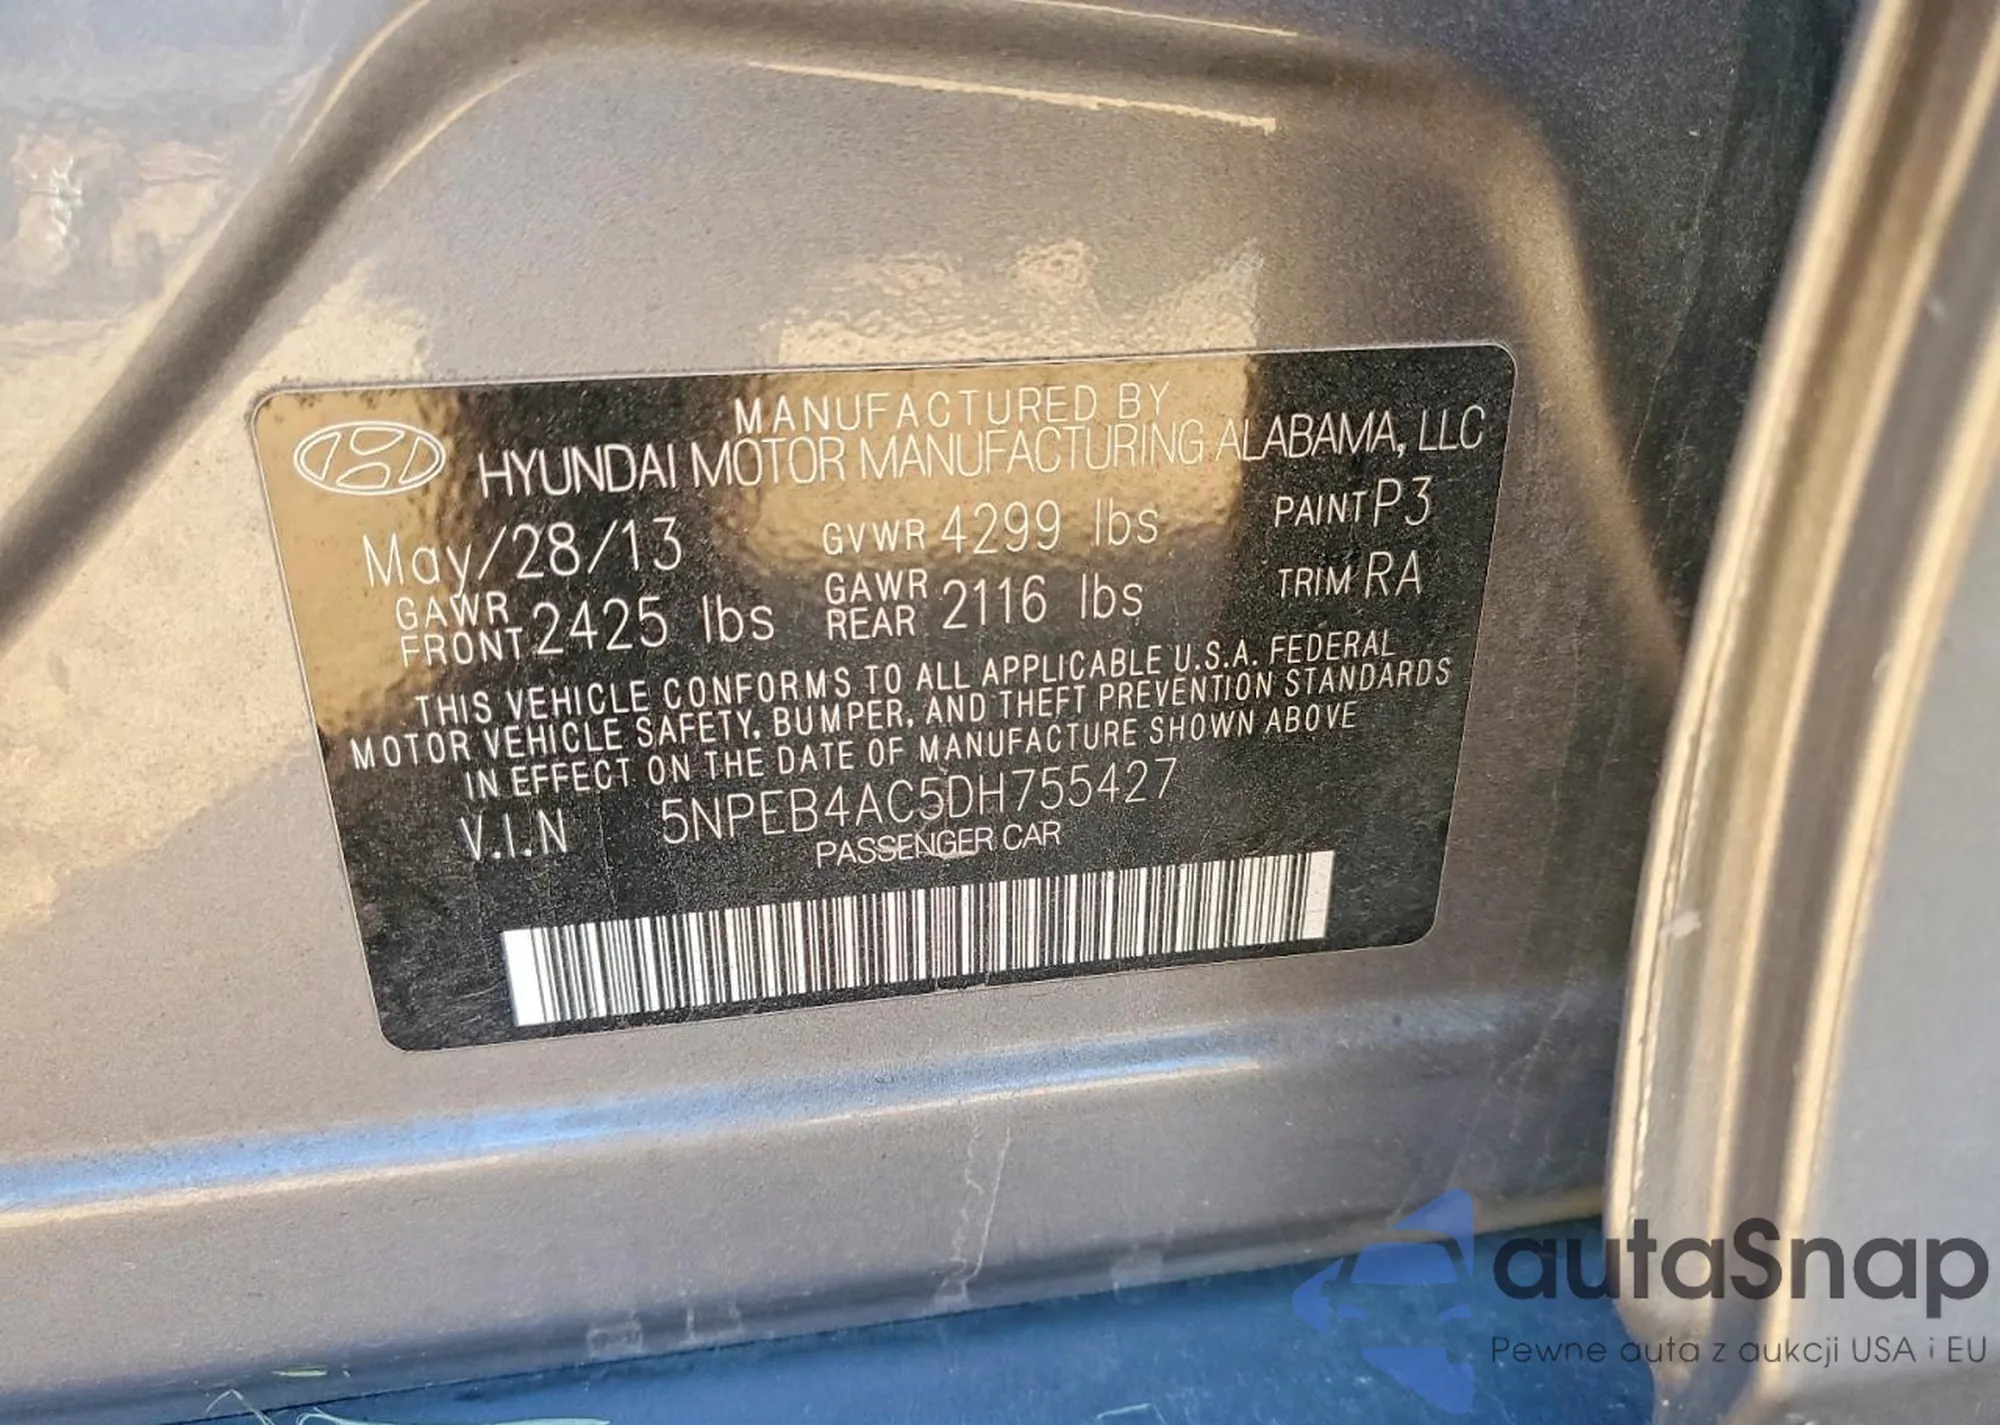 MANUFACTURED BY
HYUNDAI MOTOR MANUFACTURING ALABAMA, LLC
May/28/13 GVWR 4299 lbs PAINT P3
GAWR FRONT 2425 lbs GAWR REAR 2116 lbs TRIM RA
THIS VEHICLE CONFORMS TO ALL APPLICABLE U.S.A. FEDERAL
MOTOR VEHICLE SAFETY, BUMPER, AND THEFT PREVENTION STANDARDS
IN EFFECT ON THE DATE OF MANUFACTURE SHOWN ABOVE
V.I.N 5NPEB4AC5DH755427
PASSENGER CAR
autaSnap
Pewne auta z aukcji USA i EU